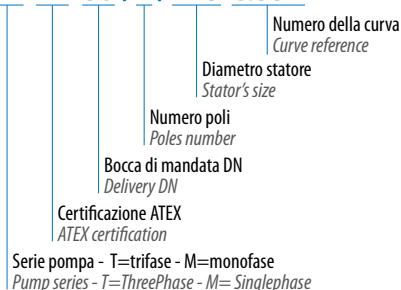 Numero della curva
Curve reference
Diametro statore
Stator's size
Numero poli
Poles number
Bocca di mandata DN
Delivery DN
Certificazione ATEX
ATEX certification
Serie pompa - T=trifase - M=monofase
Pump series - T=ThreePhase - M= Singlephase